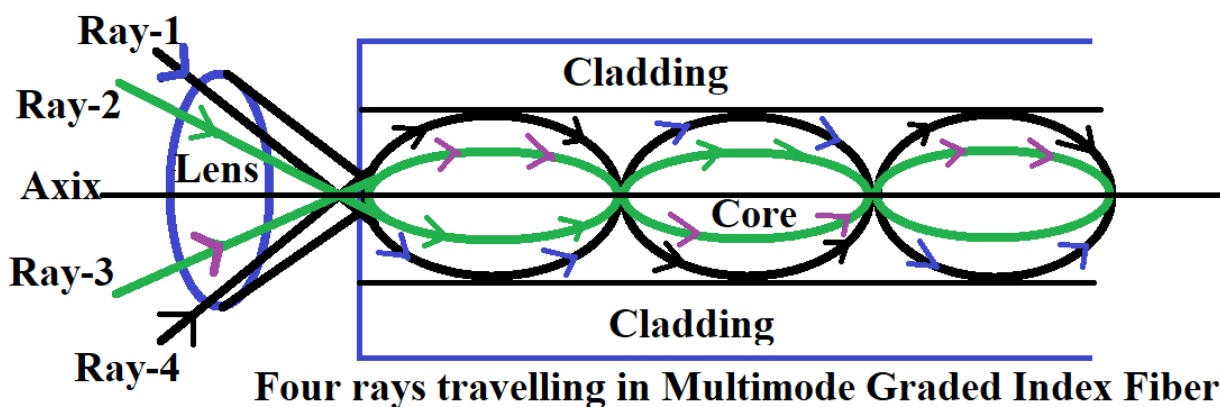 Ray-1
Cladding
Ray-2
Lens
Axix
Core
Ray-3
Cladding
Ray-4
Four rays travelling in Multimode Graded Index Fiber